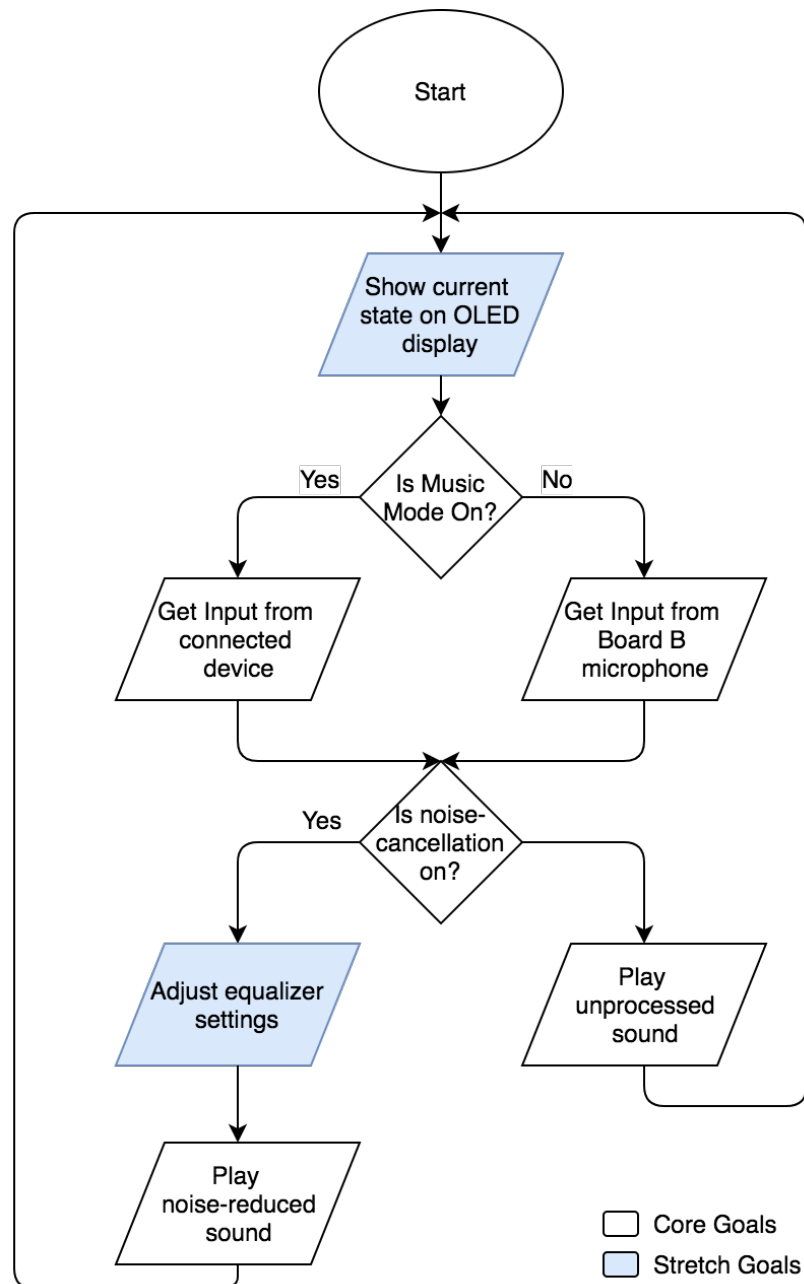 Start
Show current
state on OLED
display
Yes
Is Music
Mode On?
No
Get Input from
connected
device
Get Input from
Board B
microphone
Yes
Is noise-
cancellation
on?
Adjust equalizer
settings
Play
unprocessed
sound
Play
noise-reduced
sound
Core Goals
Stretch Goals